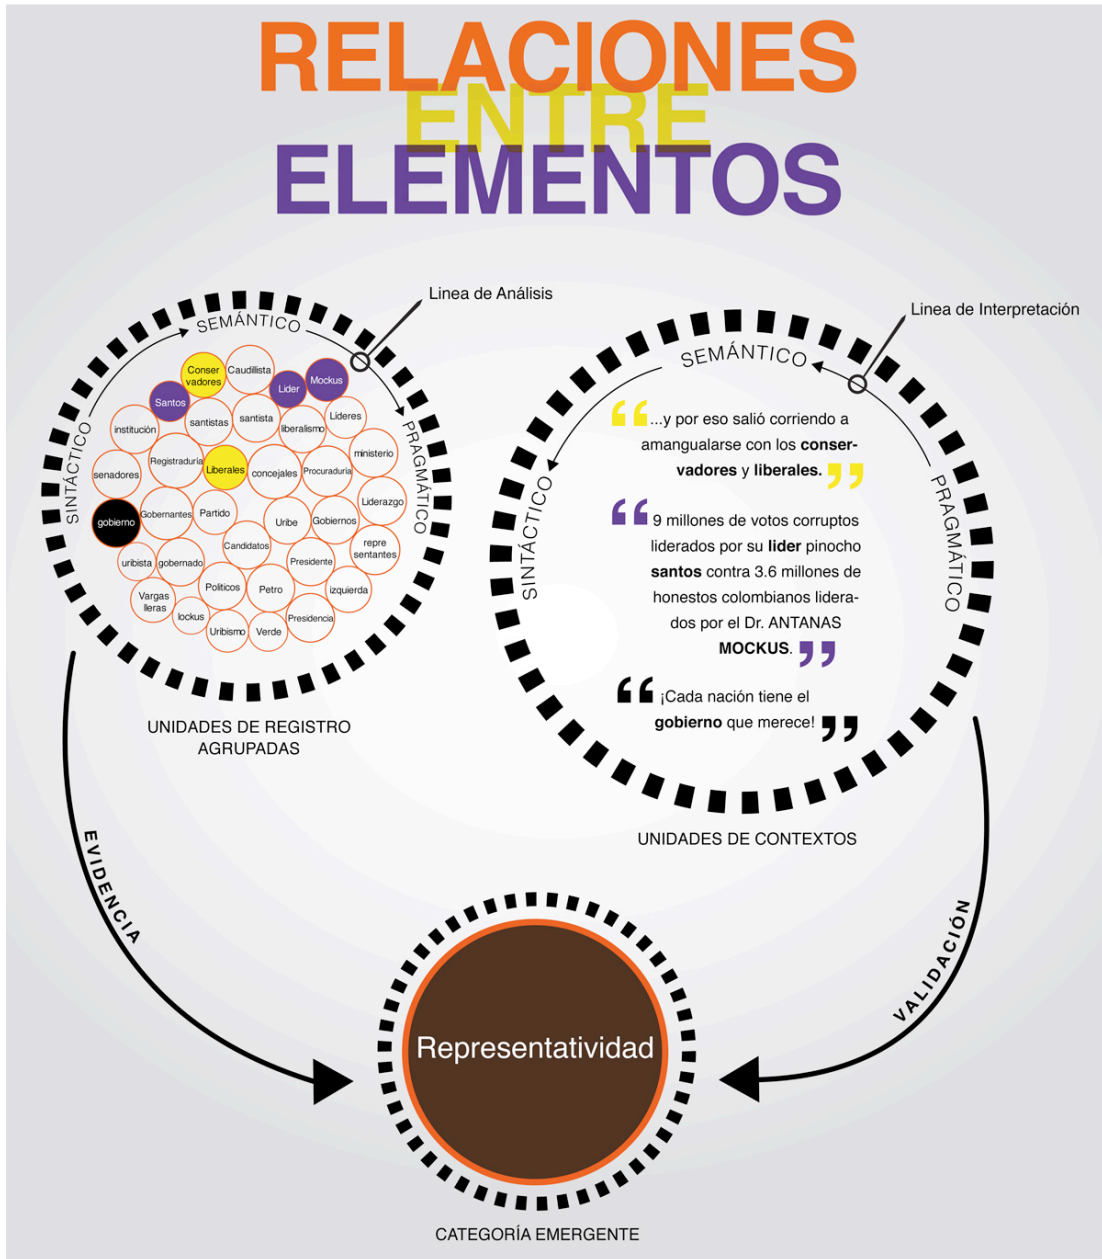 RELACIONES
ENTRE
ELEMENTOS
Linea de Análisis
SEMÁNTICO
SINTÁCTICO
PRAGMÁTICO
Conser
vadores
Caudillista
Santos
Lider
Mockus
institución
santistas
santista
liberalismo
Lideres
senadores
Registraduría
Liberales
concejales
Procuraduria
ministerio
gobierno
Gobernantes
Partido
Uribe
Gobiernos
Liderazgo
uribista
gobernado
Candidatos
Presidente
repre
sentantes
Vargas
lleras
lockus
Politicos
Petro
izquierda
Uribismo
Verde
Presidencia
UNIDADES DE REGISTRO
AGRUPADAS
Linea de Interpretación
SEMÁNTICO
SINTÁCTICO
PRAGMÁTICO
“...y por eso salió corriendo a
amangualarse con los conser-
vadores y liberales.”
“9 millones de votos corruptos
liderados por su lider pinocho
santos contra 3.6 millones de
honestos colombianos lidera-
dos por el Dr. ANTANAS
MOCKUS.”
“¡Cada nación tiene el
gobierno que merece!”
UNIDADES DE CONTEXTOS
EVIDENCIA
VALIDACIÓN
Representatividad
CATEGORÍA EMERGENTE